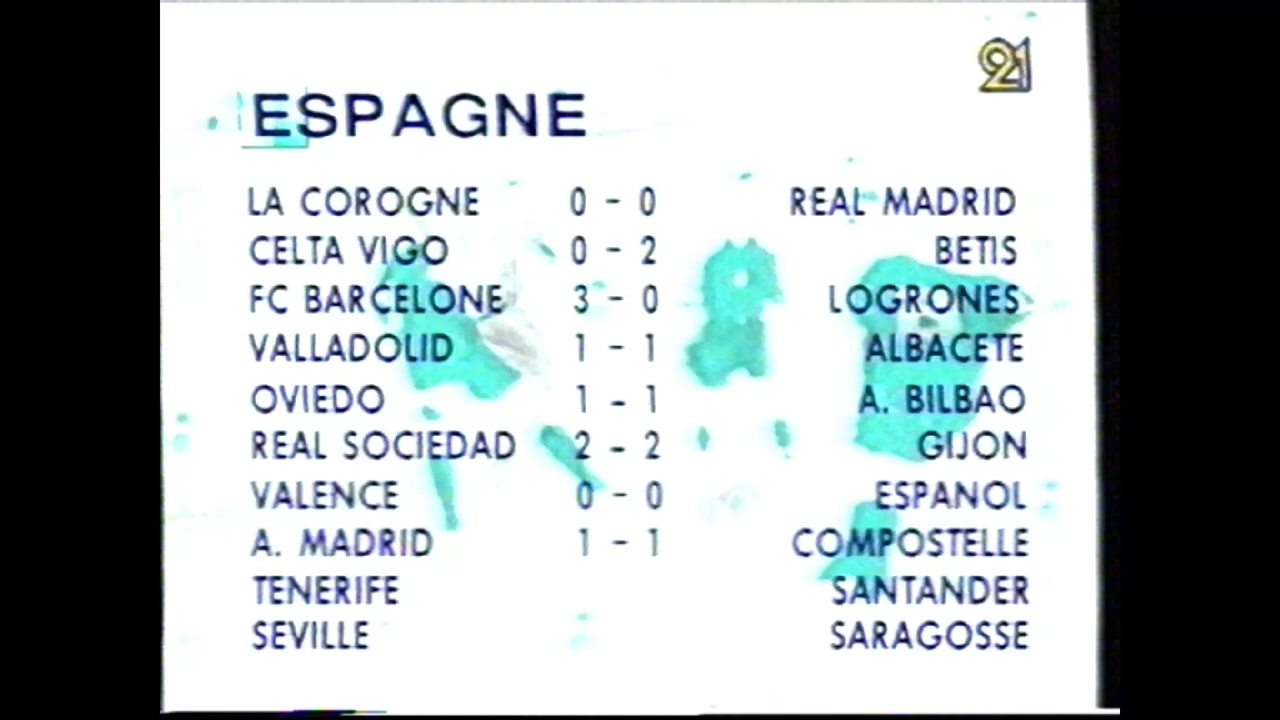 21
ESPAGNE
LA COROGNE 0 - 0 REAL MADRID
CELTA VIGO 0 - 2 BETIS
FC BARCELONE 3 - 0 LOGRONES
VALLADOLID 1 - 1 ALBACETE
OVIEDO 1 - 1 A. BILBAO
REAL SOCIEDAD 2 - 2 GIJON
VALENCE 0 - 0 ESPANOL
A. MADRID 1 - 1 COMPOSTELLE
TENERIFE SANTANDER
SEVILLE SARAGOSSE